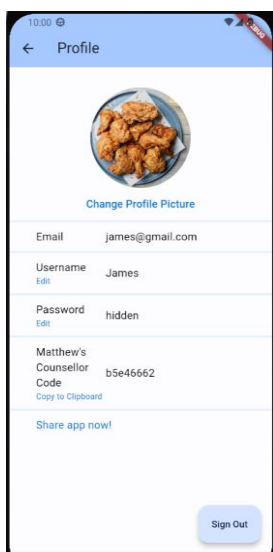 10:00
DEBUG
Profile
Change Profile Picture
Email james@gmail.com
Username
Edit
James
Password
Edit
hidden
Matthew's
Counsellor
Code
Copy to Clipboard
b5e46662
Share app now!
Sign Out